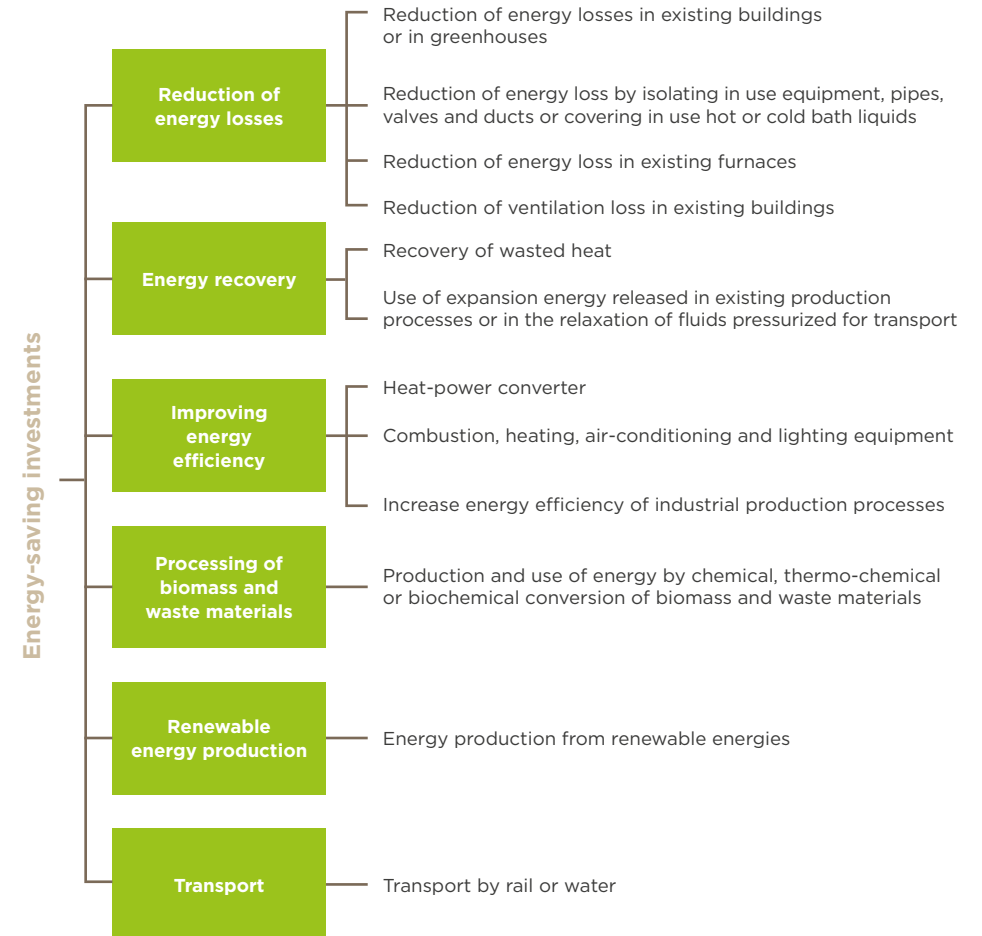 Energy-saving investments
Reduction of
energy losses
Reduction of energy losses in existing buildings
or in greenhouses
Reduction of energy loss by isolating in use equipment, pipes,
valves and ducts or covering in use hot or cold bath liquids
Reduction of energy loss in existing furnaces
Reduction of ventilation loss in existing buildings
Energy recovery
Recovery of wasted heat
Use of expansion energy released in existing production
processes or in the relaxation of fluids pressurized for transport
Improving
energy
efficiency
Heat-power converter
Combustion, heating, air-conditioning and lighting equipment
Increase energy efficiency of industrial production processes
Processing of
biomass and
waste materials
Production and use of energy by chemical, thermo-chemical
or biochemical conversion of biomass and waste materials
Renewable
energy production
Energy production from renewable energies
Transport
Transport by rail or water